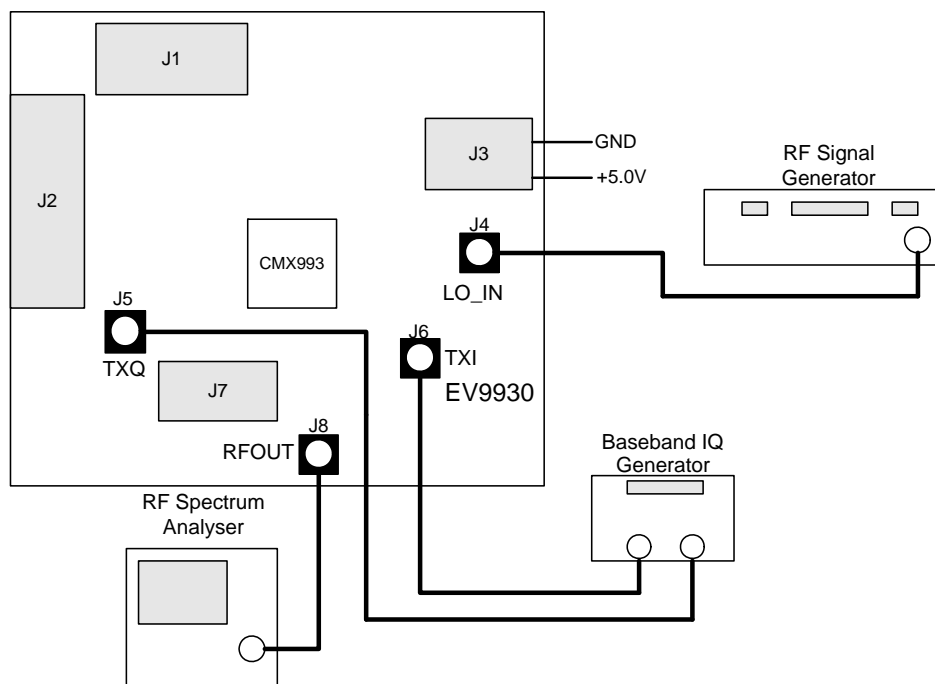 J1
J2
J3
GND
+5.0V
RF Signal
Generator
J4
LO_IN
CMX993
J5
TXQ
J6
TXI
EV9930
J7
J8
RFOUT
Baseband IQ
Generator
RF Spectrum
Analyser